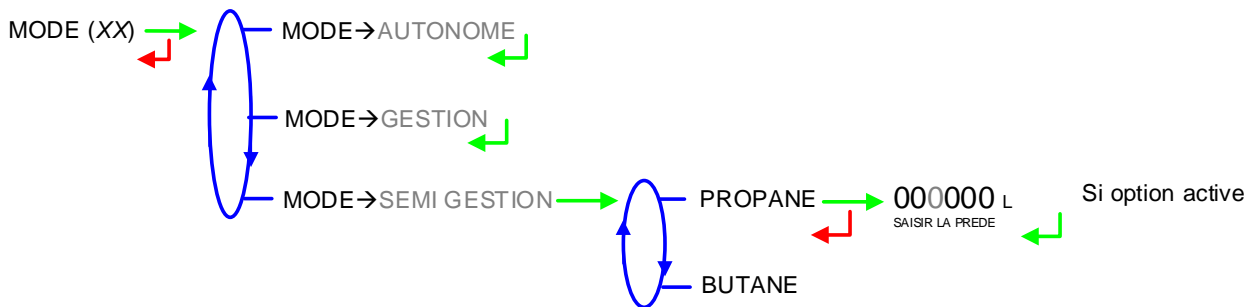 MODE (XX)
MODE→AUTONOME
MODE→GESTION
MODE→SEMI GESTION
PROPANE
000000 L
SAISIR LA PREDE
Si option active
BUTANE